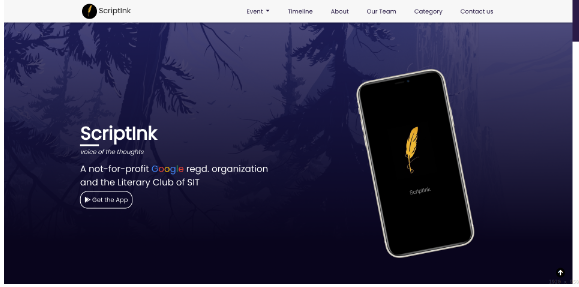 ScriptInk
Event
Timeline
About
Our Team
Category
Contact us
ScriptInk
voice of the thoughts
A not-for-profit Google regd. organization
and the Literary Club of SIT
Get the App
ScriptInk